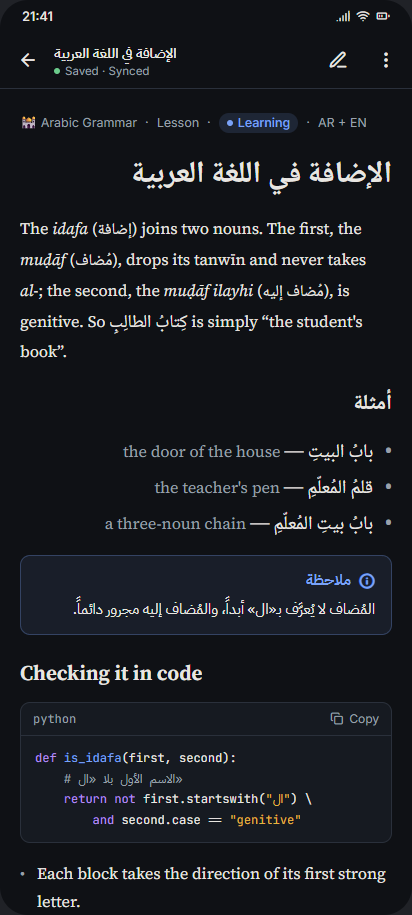 21:41
الإضافة في اللغة العربية
Saved · Synced
Arabic Grammar · Lesson · Learning · AR + EN
الإضافة في اللغة العربية
The idafa (إضافة) joins two nouns. The first, the
muḍāf (مُضاف), drops its tanwīn and never takes
al-; the second, the muḍāf ilayhi (مُضاف إليه), is
genitive. So كِتابُ الطالِبِ is simply “the student's
book”.
أمثلة
بابُ البيتِ — the door of the house
قلمُ المُعلّمِ — the teacher's pen
بابُ بيتِ المُعلّمِ — a three-noun chain
ملاحظة
المُضاف لا يُعرَّف بـ«ال» أبداً، والمُضاف إليه مجرور دائماً.
Checking it in code
python
Copy
def is_idafa(first, second):
# الاسم الأول بلا «ال»
return not first.startswith("ال") \
and second.case == "genitive"
Each block takes the direction of its first strong
letter.